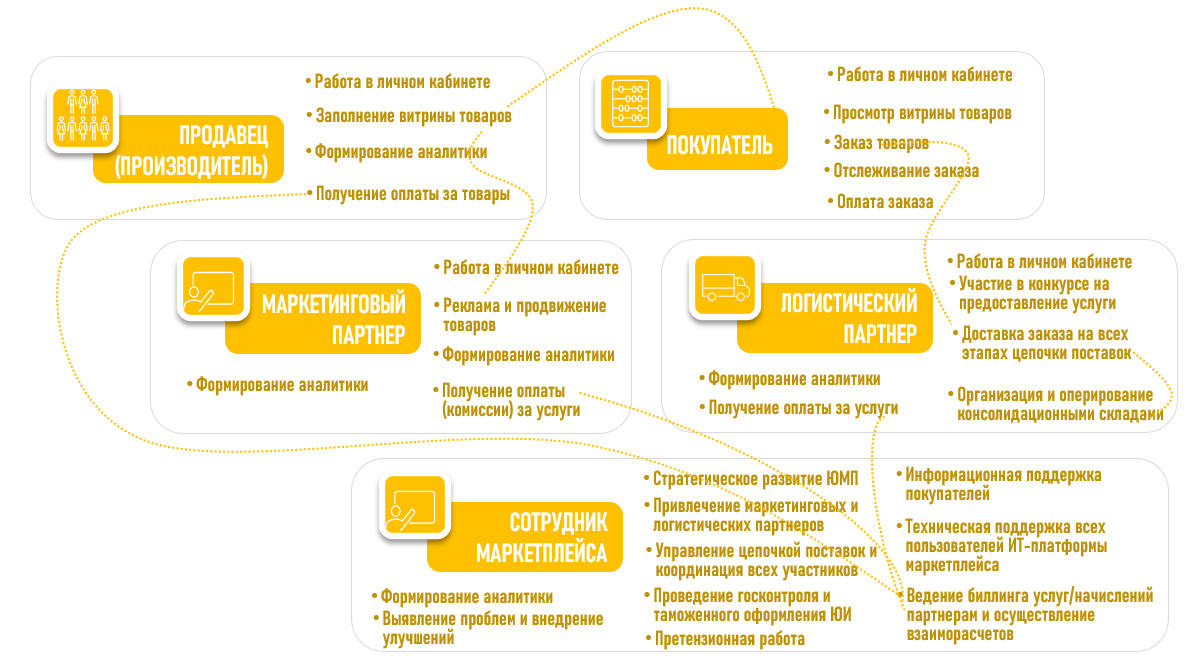 ПРОДАВЕЦ
(ПРОИЗВОДИТЕЛЬ)
• Работа в личном кабинете
• Заполнение витрины товаров
• Формирование аналитики
• Получение оплаты за товары
ПОКУПАТЕЛЬ
• Работа в личном кабинете
• Просмотр витрины товаров
• Заказ товаров
• Отслеживание заказа
• Оплата заказа
МАРКЕТИНГОВЫЙ
ПАРТНЕР
• Формирование аналитики
• Работа в личном кабинете
• Реклама и продвижение
товаров
• Формирование аналитики
• Получение оплаты
(комиссии) за услуги
ЛОГИСТИЧЕСКИЙ
ПАРТНЕР
• Формирование аналитики
• Получение оплаты за услуги
• Работа в личном кабинете
• Участие в конкурсе на
предоставление услуги
• Доставка заказа на всех
этапах цепочки поставок
• Организация и оперирование
консолидационными складами
СОТРУДНИК
МАРКЕТПЛЕЙСА
• Формирование аналитики
• Выявление проблем и внедрение
улучшений
• Стратегическое развитие ЮМП
• Привлечение маркетинговых и
логистических партнеров
• Управление цепочкой поставок и
координация всех участников
• Проведение госконтроля и
таможенного оформления ЮИ
• Претензионная работа
• Информационная поддержка
покупателей
• Техническая поддержка всех
пользователей ИТ-платформы
маркетплейса
• Ведение биллинга услуг/начислений
партнерам и осуществление
взаиморасчетов